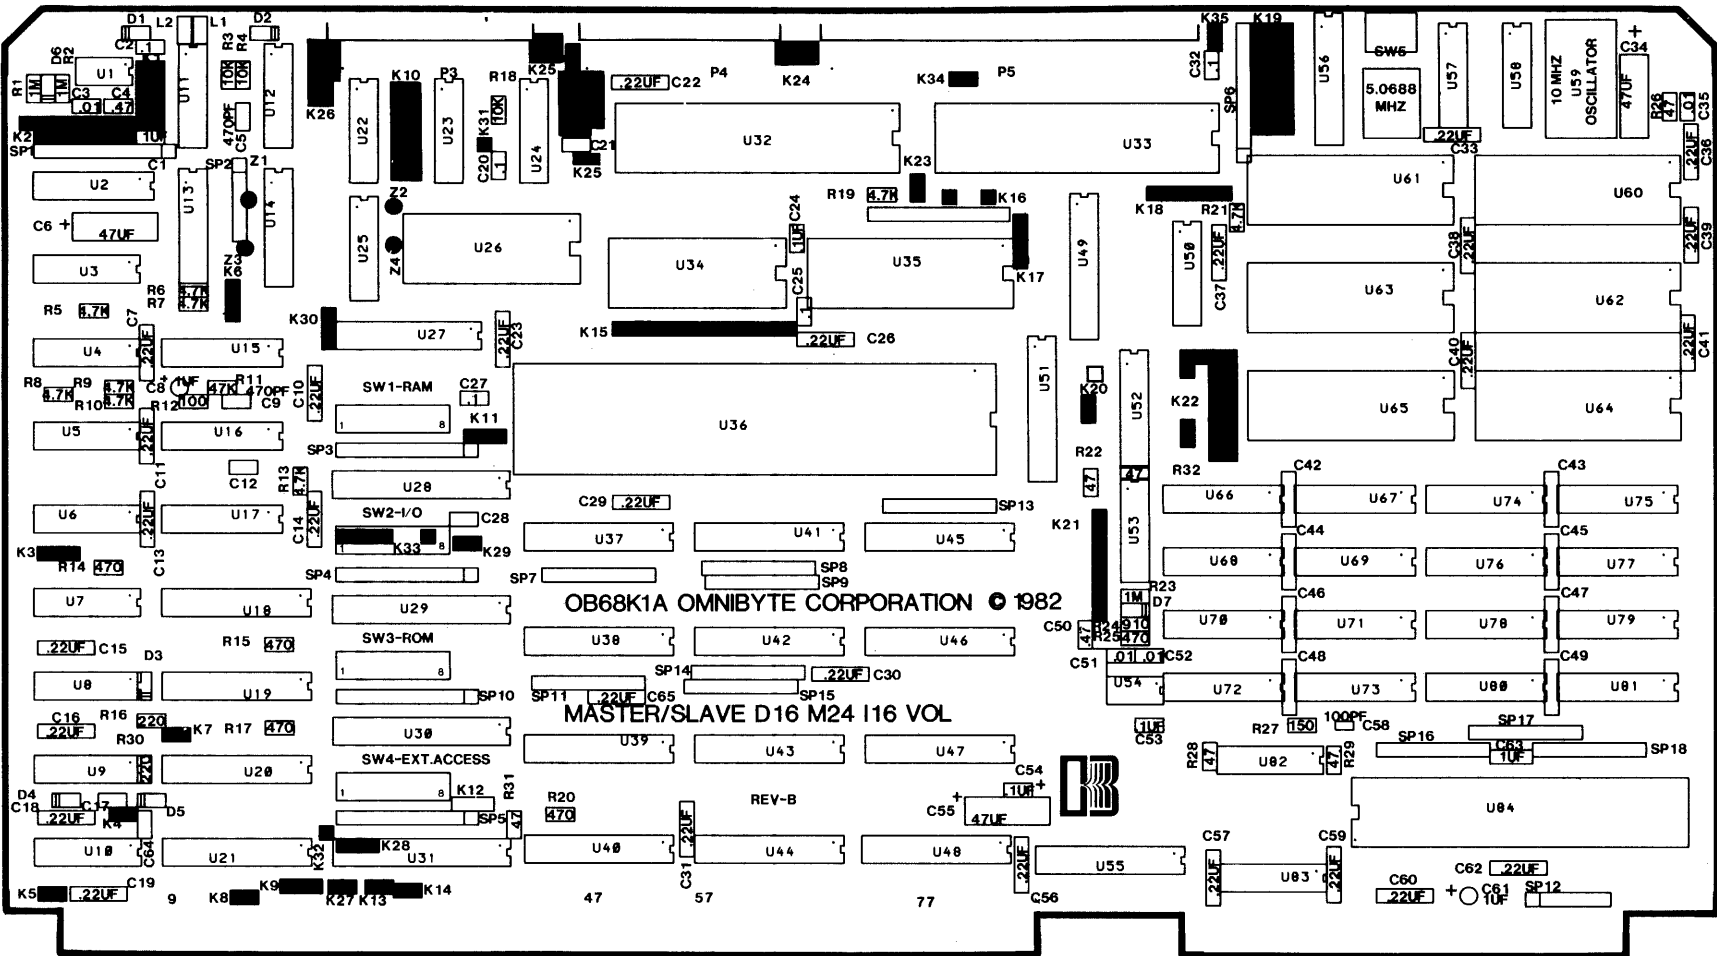 D1 L2 L1 D2 K35 K19
D6 R2 C2 .1 K1 R3 R4 K25 P4 K24 K34 P5 C32 .1 U56 SW5 U57 U58 10 MHZ U59 OSCILLATOR + C34 47UF
R1 1M 1M U1 U11 10K 10K U12 K26 K10 P3 R18 10K .22UF C22 SP6 5.0688 MHZ R26 47 .01 C35
C3 .01 C4 .47 470PF C5 U22 U23 K31 U24 U32 U33 .22UF C33 .22UF C36
K2 1UF
SP1 C1 SP2 Z1 C20 .1 C21 K25 K23
U2 U13 U14 Z2 R19 4.7K K16 K18 R21 4.7K U61 U60
C6 + 47UF U25 U26 C24 .1UF U49 U50 .22UF C38 .22UF .22UF C39
U3 Z3 K6 Z4 U34 U35 K17 C37 U63 U62
R6 4.7K R7 4.7K C25 .1
R5 4.7K C7 K30 U27 .22UF C23 K15 .22UF C26 C40 .22UF .22UF C41
U4 .22UF U15 U51
R8 4.7K R9 4.7K R10 4.7K C8 + 1UF R11 47K R12 100 470PF C9 C10 .22UF SW1-RAM C27 .1 K20 U52 K22 U65 U64
U5 .22UF U16 1 8 K11 U36
C11 C12 R13 4.7K SP3 R22 47 47 R32 C42 C43
U28 C29 .22UF SP13 U66 U67 U74 U75
U6 .22UF U17 C14 .22UF SW2-I/O C28 K21 U53 C44 C45
K3 C13 1 K33 8 K29 U37 U41 U45 U68 U69 U76 U77
R14 470 SP4 SP7 SP8 SP9 R23 1M D7 C46 C47
U7 U18 U29 OB68K1A OMNIBYTE CORPORATION © 1982
R15 470 SW3-ROM U38 U42 U46 C50 .47 R24 910 R25 470 U70 U71 U78 U79
.22UF C15 D3 1 8 SP14 .22UF C30 C51 .01 .01 C52 C48 C49
U8 U19 SP10 SP11 .22UF C65 SP15 U54 U72 U73 U80 U81
C16 .22UF R16 220 K7 R17 470 U30 MASTER/SLAVE D16 M24 I16 VOL .1UF C53 R27 150 100PF C58 SP17
R30 220 SW4-EXT.ACCESS U39 U43 U47 R28 47 U82 47 R29 SP16 C63 1UF SP18
U9 U20 1 8 K12 R31 47 R20 470 REV-B C54 .1UF
D4 C18 .22UF C17 K4 D5 SP5 C55 + 47UF + U84
U10 C64 U21 K32 K28 U31 U40 C31 .22UF U44 U48 .22UF U55 C57 .22UF U83 C59 .22UF C62 .22UF
K5 .22UF C19 9 K8 K9 K27 K13 K14 47 57 77 C56 C60 .22UF + C61 1UF SP12